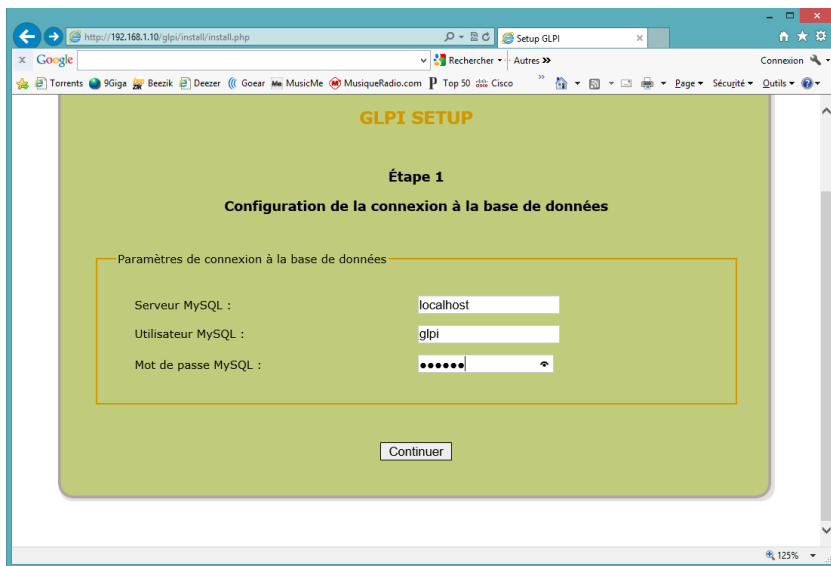 http://192.168.1.10/glpi/install/install.php
Setup GLPI
x Google Rechercher Autres » Connexion
Torrents 9Giga Beezik Deezer Goear MusicMe MusiqueRadio.com Top 50 Cisco » Page Sécurité Outils
GLPI SETUP
Étape 1
Configuration de la connexion à la base de données
Paramètres de connexion à la base de données
Serveur MySQL : localhost
Utilisateur MySQL : glpi
Mot de passe MySQL : ••••••
Continuer
125%